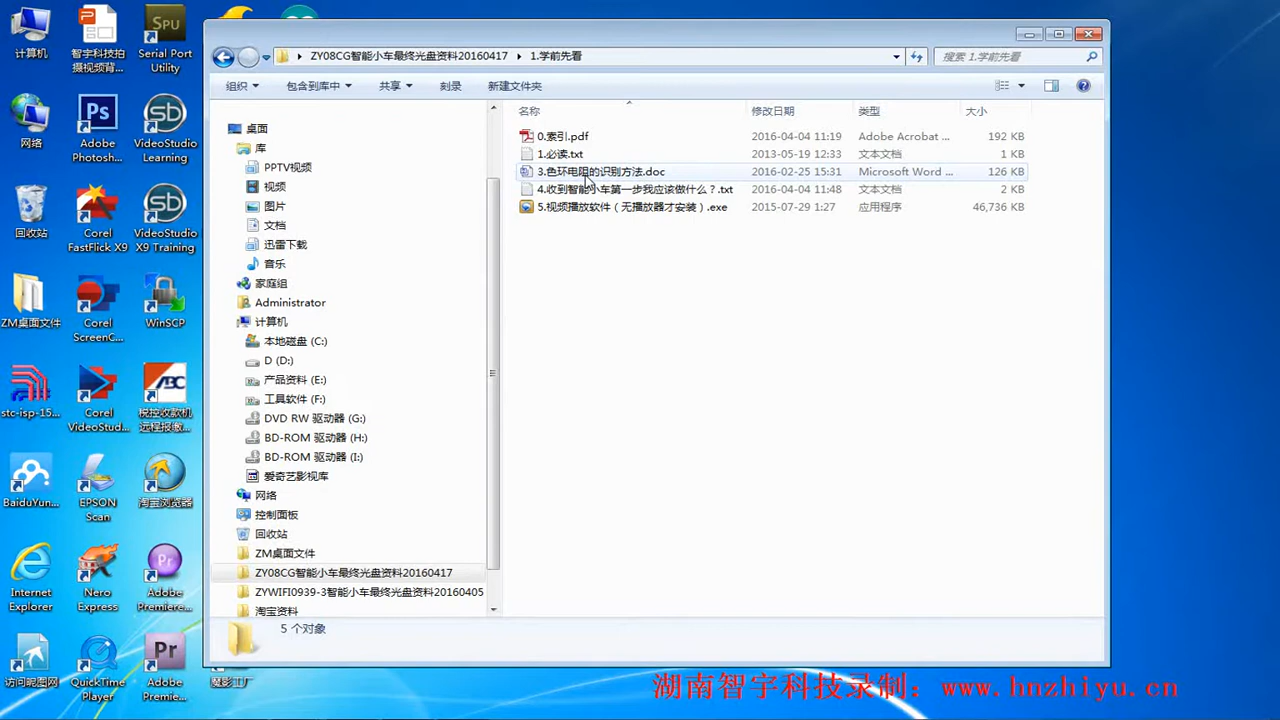 计算机
智宇科技拍
摄视频背...
SPU
Serial Port
Utility
网络
Ps
Adobe
Photosh...
sb
VideoStudio
Learning
回收站
Corel
FastFlick X9
sb
VideoStudio
X9 Training
ZM桌面文件
Corel
ScreenC...
WinSCP
stc-isp-15...
Corel
VideoStud...
ABC
税控收款机
远程报缴...
BaiduYun...
EPSON
Scan
淘宝浏览器
Internet
Explorer
Nero
Express
Pr
Adobe
Premiere...
访问昵图网
QuickTime
Player
Pr
Adobe
Premie...
魔影工厂
ZY08CG智能小车最终光盘资料20160417
1.学前先看
搜索 1.学前先看
组织 包含到库中 共享 刻录 新建文件夹
桌面
库
PPTV视频
视频
图片
文档
迅雷下载
音乐
家庭组
Administrator
计算机
本地磁盘 (C:)
D (D:)
产品资料 (E:)
工具软件 (F:)
DVD RW 驱动器 (G:)
BD-ROM 驱动器 (H:)
BD-ROM 驱动器 (I:)
爱奇艺影视库
网络
控制面板
回收站
ZM桌面文件
ZY08CG智能小车最终光盘资料20160417
ZYWIFI0939-3智能小车最终光盘资料20160405
淘宝资料
名称 修改日期 类型 大小
0.索引.pdf 2016-04-04 11:19 Adobe Acrobat ... 192 KB
1.必读.txt 2013-05-19 12:33 文本文档 1 KB
3.色环电阻的识别方法.doc 2016-02-25 15:31 Microsoft Word ... 126 KB
4.收到智能小车第一步我应该做什么？.txt 2016-04-04 11:48 文本文档 2 KB
5.视频播放软件（无播放器才安装）.exe 2015-07-29 1:27 应用程序 46,736 KB
5 个对象
湖南智宇科技录制：www.hnzhiyu.cn